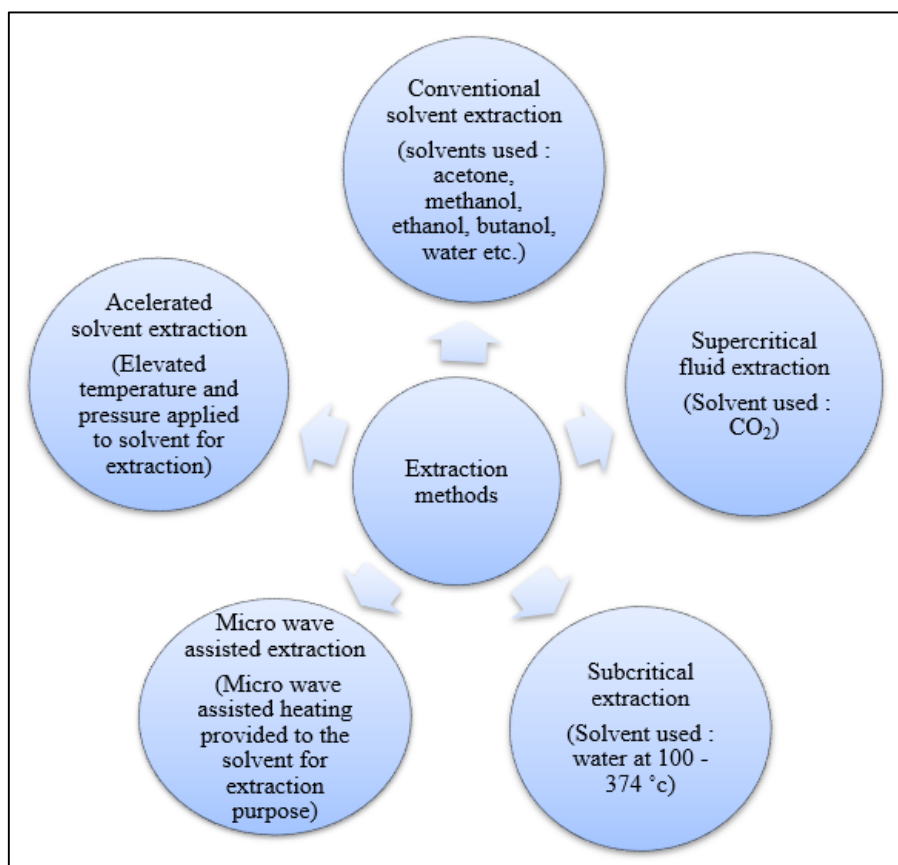 Conventional
solvent extraction
(solvents used :
acetone,
methanol,
ethanol, butanol,
water etc.)
Supercritical
fluid extraction
(Solvent used :
CO₂)
Subcritical
extraction
(Solvent used :
water at 100 -
374 ˚c)
Micro wave
assisted extraction
(Micro wave
assisted heating
provided to the
solvent for
extraction
purpose)
Acelerated
solvent extraction
(Elevated
temperature and
pressure applied
to solvent for
extraction)
Extraction
methods